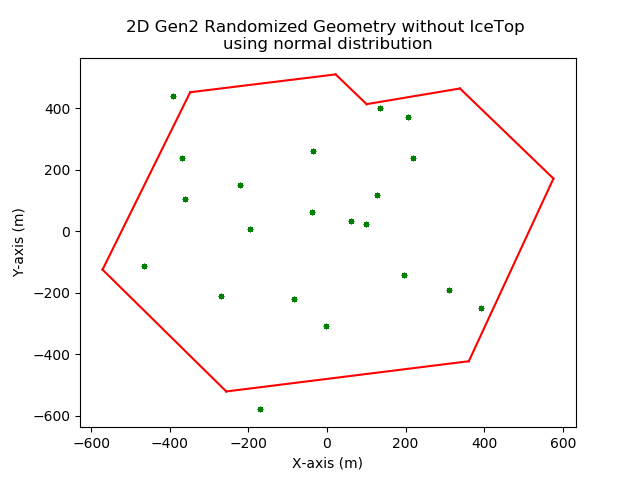 2D Gen2 Randomized Geometry without IceTop
using normal distribution
400
200
0
−200
−400
−600
Y-axis (m)
−600 −400 −200 0 200 400 600
X-axis (m)